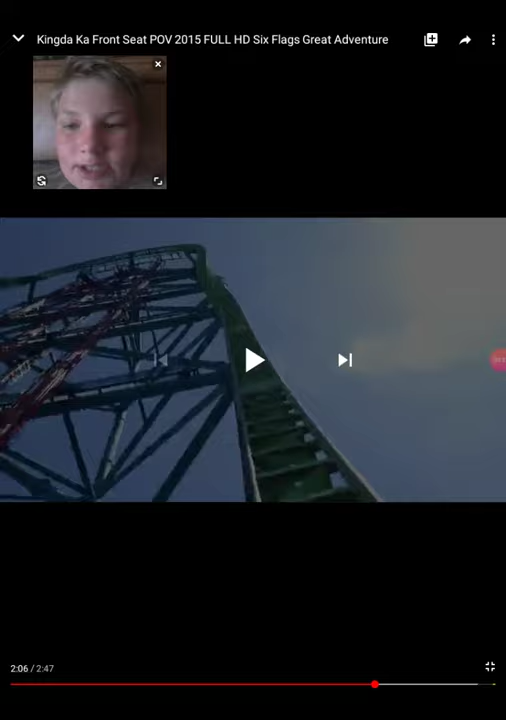 Kingda Ka Front Seat POV 2015 FULL HD Six Flags Great Adventure
2:06 / 2:47